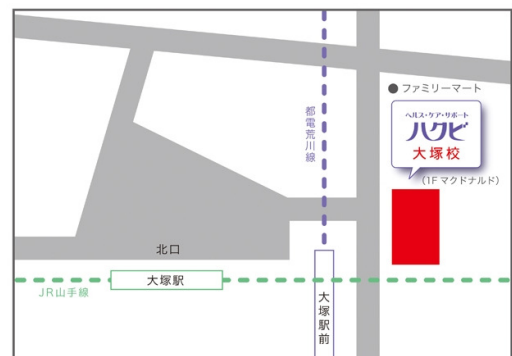 ファミリーマート
ヘルス・ケア・サポート
ハクビ
大塚校
(1F マクドナルド)
都電荒川線
北口
大塚駅
JR山手線
大塚駅前